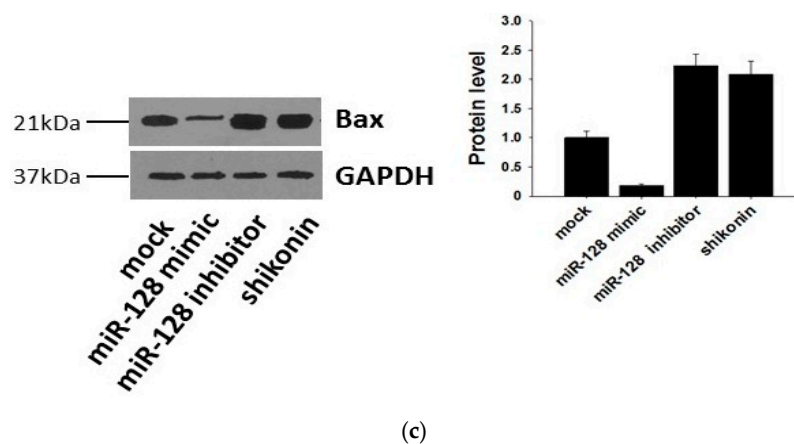 21kDa
Bax
37kDa
GAPDH
mock
miR-128 mimic
miR-128 inhibitor
shikonin
3.0
2.5
2.0
1.5
1.0
0.5
0
Protein level
mock
miR-128 mimic
miR-128 inhibitor
shikonin
(c)